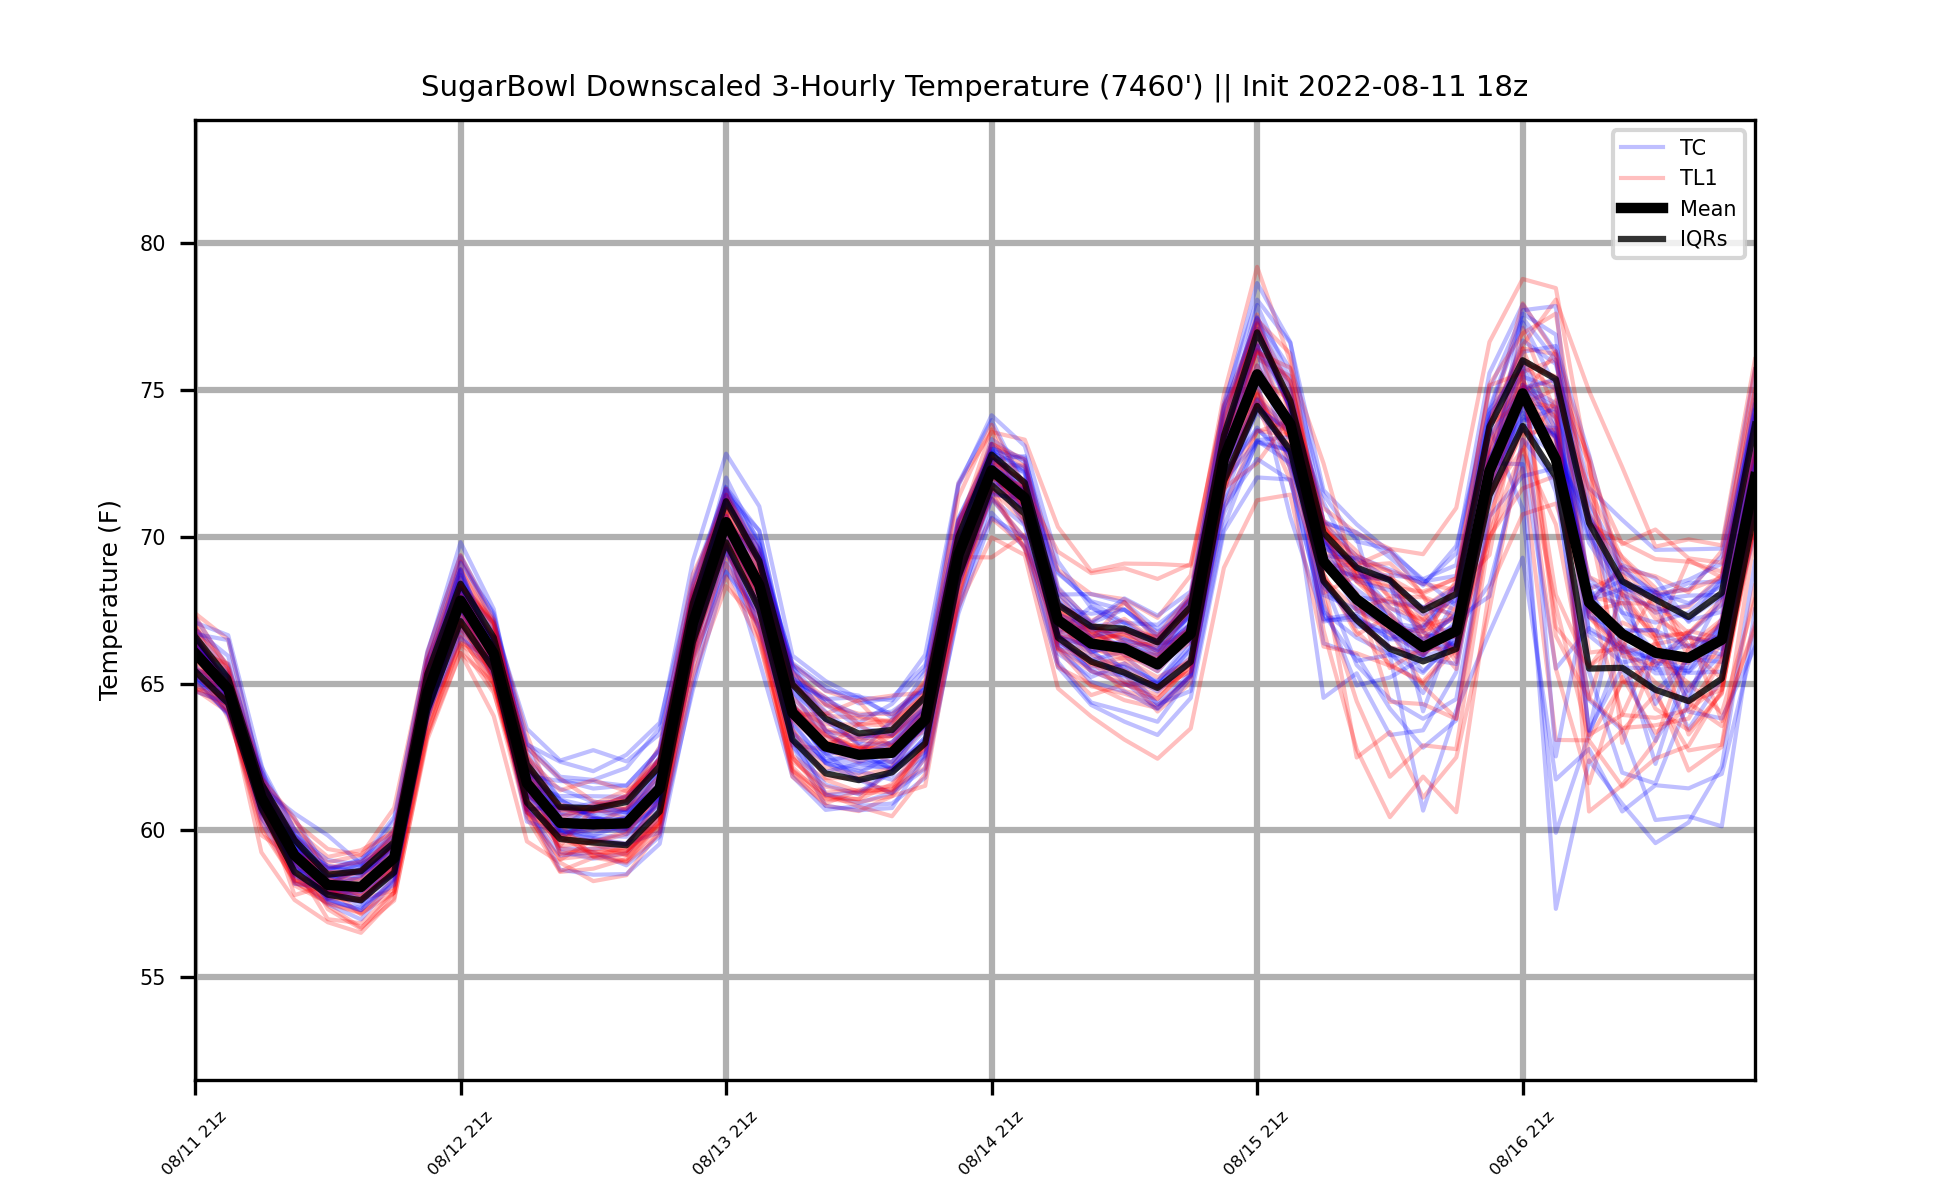 SugarBowl Downscaled 3-Hourly Temperature (7460') || Init 2022-08-11 18z
TC
TL1
Mean
IQRs
Temperature (F)
80
75
70
65
60
55
08/11 21z
08/12 21z
08/13 21z
08/14 21z
08/15 21z
08/16 21z